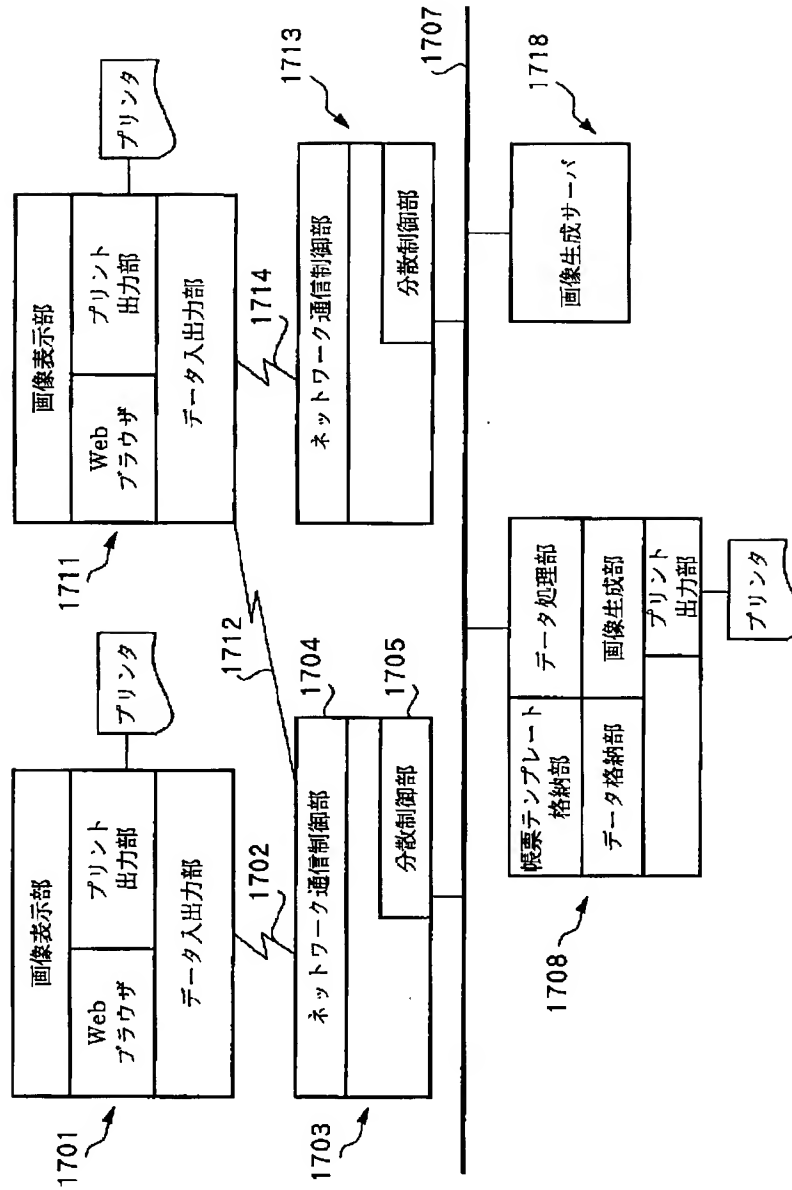 1701
画像表示部
Web
ブラウザ
プリント
出力部
データ入出力部
プリンタ
1702
1711
画像表示部
Web
ブラウザ
プリント
出力部
データ入出力部
プリンタ
1712
1714
1703
ネットワーク通信制御部
1704
分散制御部
1705
ネットワーク通信制御部
分散制御部
1713
1707
1708
帳票テンプレート
格納部
データ処理部
データ格納部
画像生成部
プリント
出力部
プリンタ
画像生成サーバ
1718